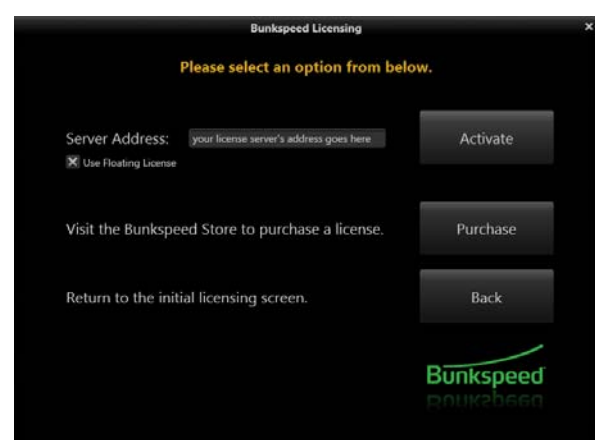 Bunkspeed Licensing
Please select an option from below.
Server Address: your license server's address goes here Activate
Use Floating License
Visit the Bunkspeed Store to purchase a license. Purchase
Return to the initial licensing screen. Back
Bunkspeed